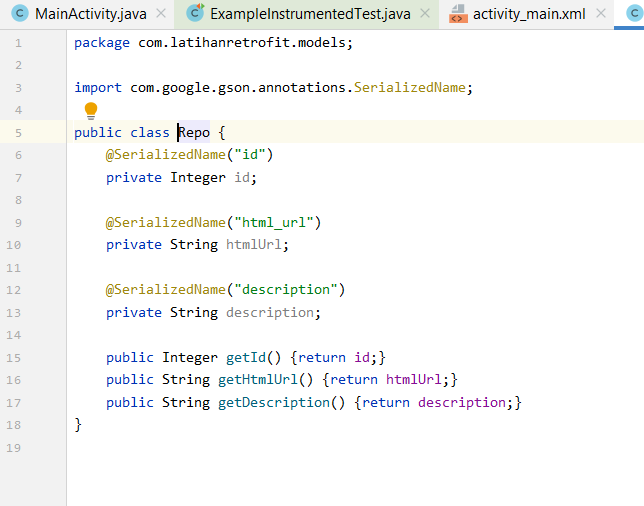 MainActivity.java ExampleInstrumentedTest.java activity_main.xml
1 package com.latihanretrofit.models;
2
3 import com.google.gson.annotations.SerializedName;
4
5 public class Repo {
6 @SerializedName("id")
7 private Integer id;
8
9 @SerializedName("html_url")
10 private String htmlUrl;
11
12 @SerializedName("description")
13 private String description;
14
15 public Integer getId() {return id;}
16 public String getHtmlUrl() {return htmlUrl;}
17 public String getDescription() {return description;}
18 }
19